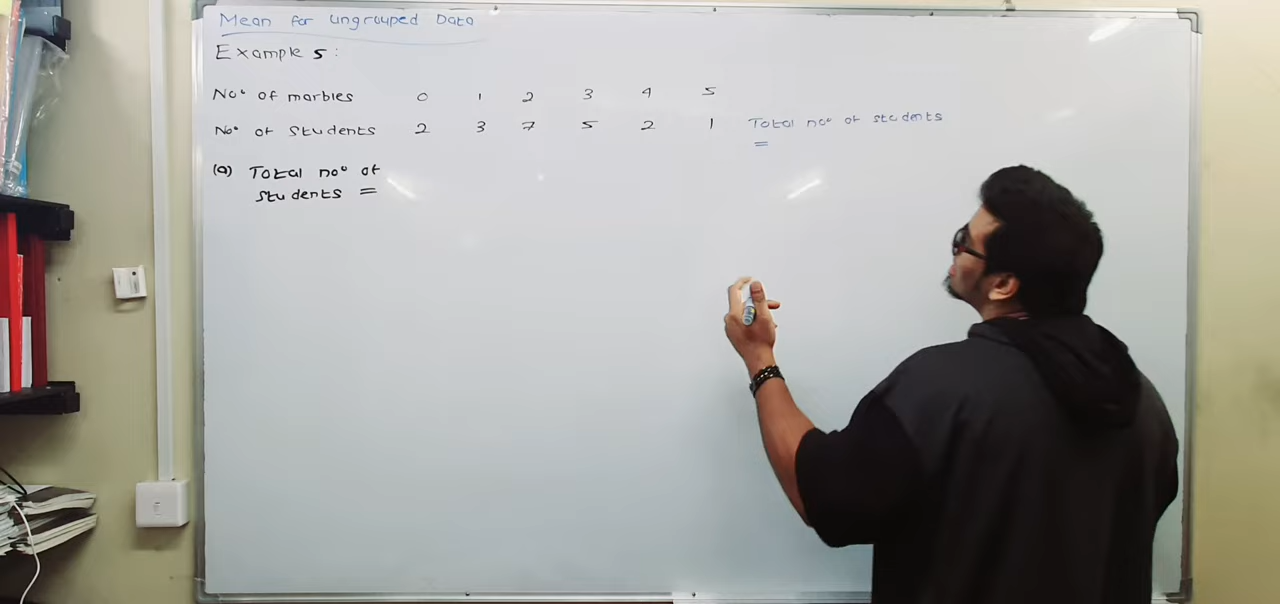 Mean for ungrouped Data
Example 5:
No. of marbles 0 1 2 3 4 5
No. of students 2 3 7 5 2 1 Total no. of students
=
(a) Total no. of
students =